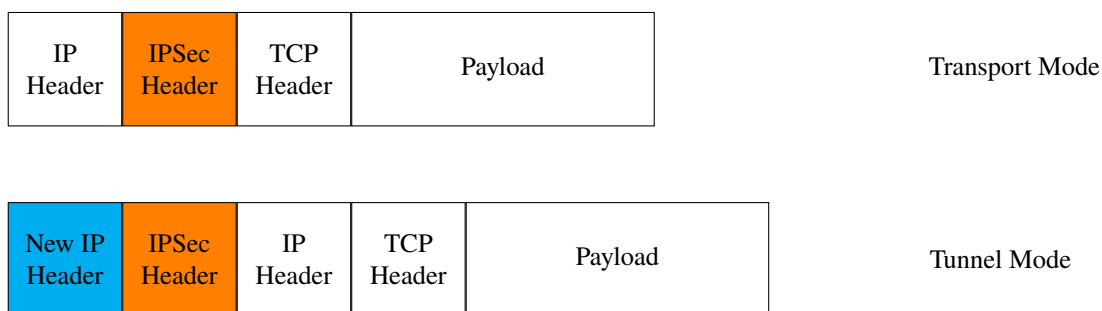 IP
Header
IPSec
Header
TCP
Header
Payload
Transport Mode
New IP
Header
IPSec
Header
IP
Header
TCP
Header
Payload
Tunnel Mode